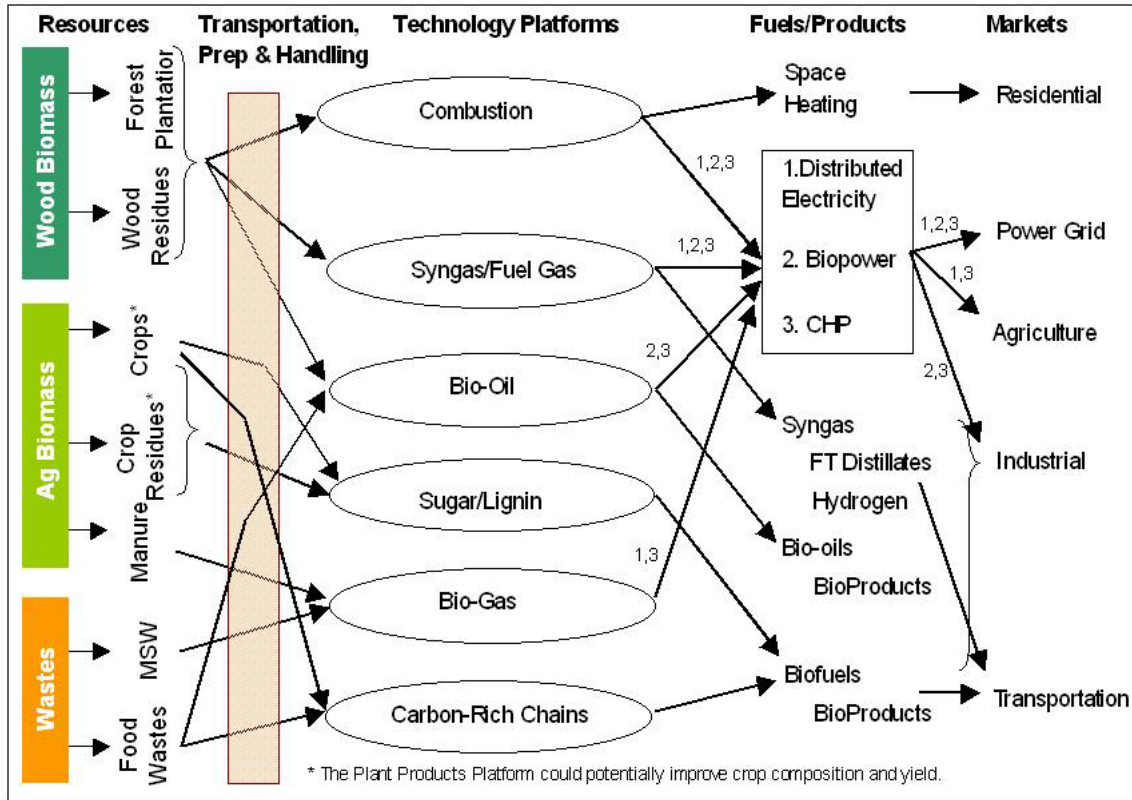 Resources
Transportation,
Prep & Handling
Technology Platforms
Fuels/Products
Markets
Wood Biomass
Forest
Plantatior
Wood
Residues
Ag Biomass
Crops*
Crop
Residues*
Manure
Wastes
MSW
Food
Wastes
Combustion
Syngas/Fuel Gas
Bio-Oil
Sugar/Lignin
Bio-Gas
Carbon-Rich Chains
1,2,3
1,2,3
2,3
1,3
Space
Heating
1.Distributed
Electricity
2. Biopower
3. CHP
Syngas
FT Distillates
Hydrogen
Bio-oils
BioProducts
Biofuels
BioProducts
1,2,3
1,3
2,3
Residential
Power Grid
Agriculture
Industrial
Transportation
* The Plant Products Platform could potentially improve crop composition and yield.